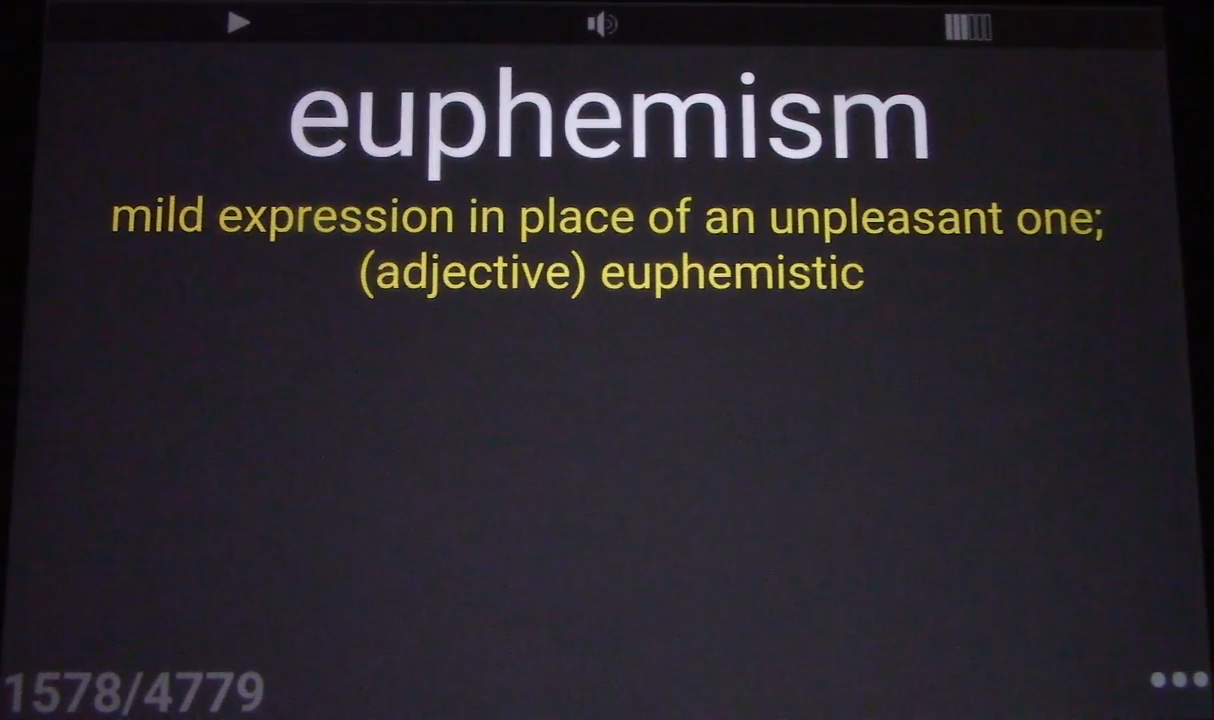 euphemism
mild expression in place of an unpleasant one;
(adjective) euphemistic
1578/4779